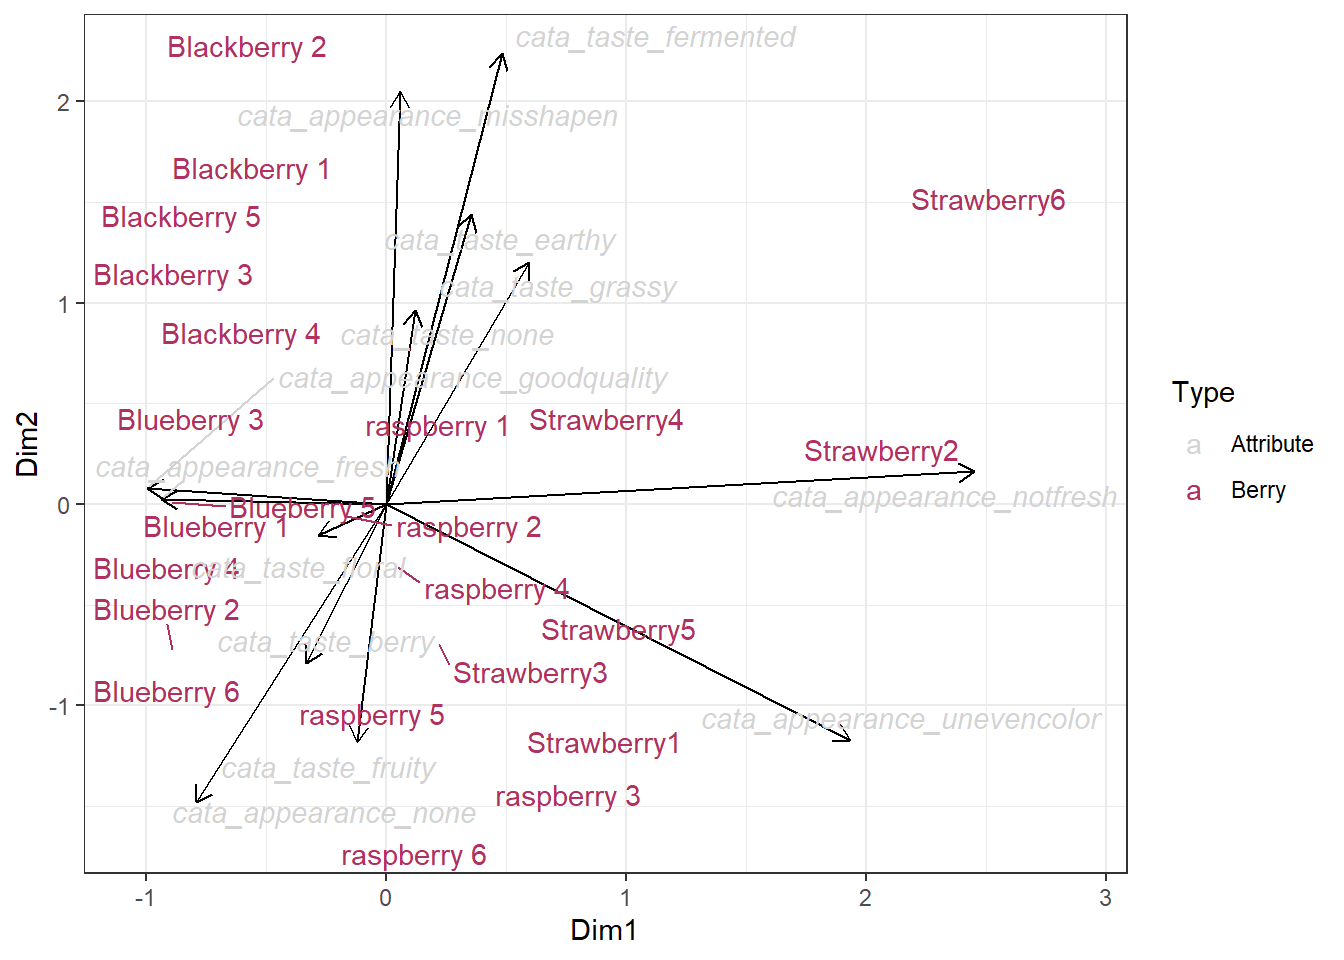 cata_taste_fermented
Blackberry 2
2
cata_appearance_misshapen
Blackberry 1
Strawberry6
Blackberry 5
cata_taste_earthy
Blackberry 3
cata_taste_grassy
1
Blackberry 4
cata_taste_none
cata_appearance_goodquality
Blueberry 3
raspberry 1
Strawberry4
Strawberry2
cata_appearance_fresh
cata_appearance_notfresh
0
Blueberry 5
Blueberry 1
raspberry 2
Blueberry 4
cata_taste_floral
raspberry 4
Blueberry 2
Strawberry5
cata_taste_berry
Strawberry3
Blueberry 6
-1
raspberry 5
cata_appearance_unevencolor
Strawberry1
cata_taste_fruity
raspberry 3
cata_appearance_none
raspberry 6
-1
0
1
2
3
Dim1
Dim2
Type
a Attribute
a Berry